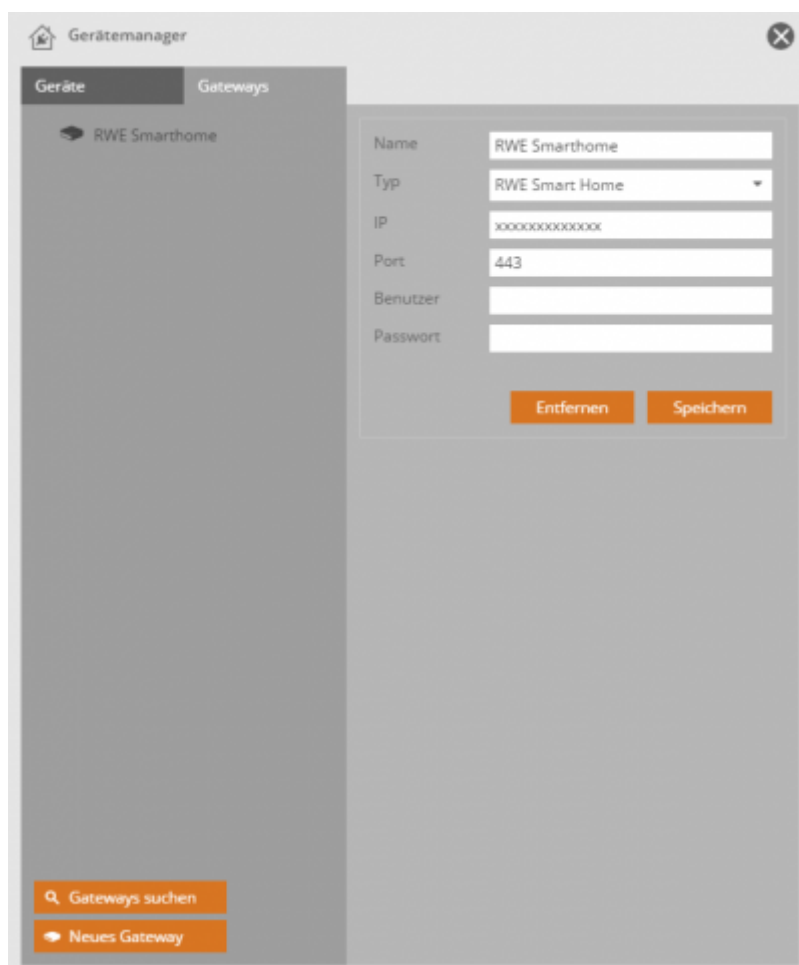 Gerätemanager
Geräte Gateways
RWE Smarthome
Name RWE Smarthome
Typ RWE Smart Home
IP xxxxxxxxxxxxx
Port 443
Benutzer
Passwort
Entfernen Speichern
Gateways suchen
Neues Gateway